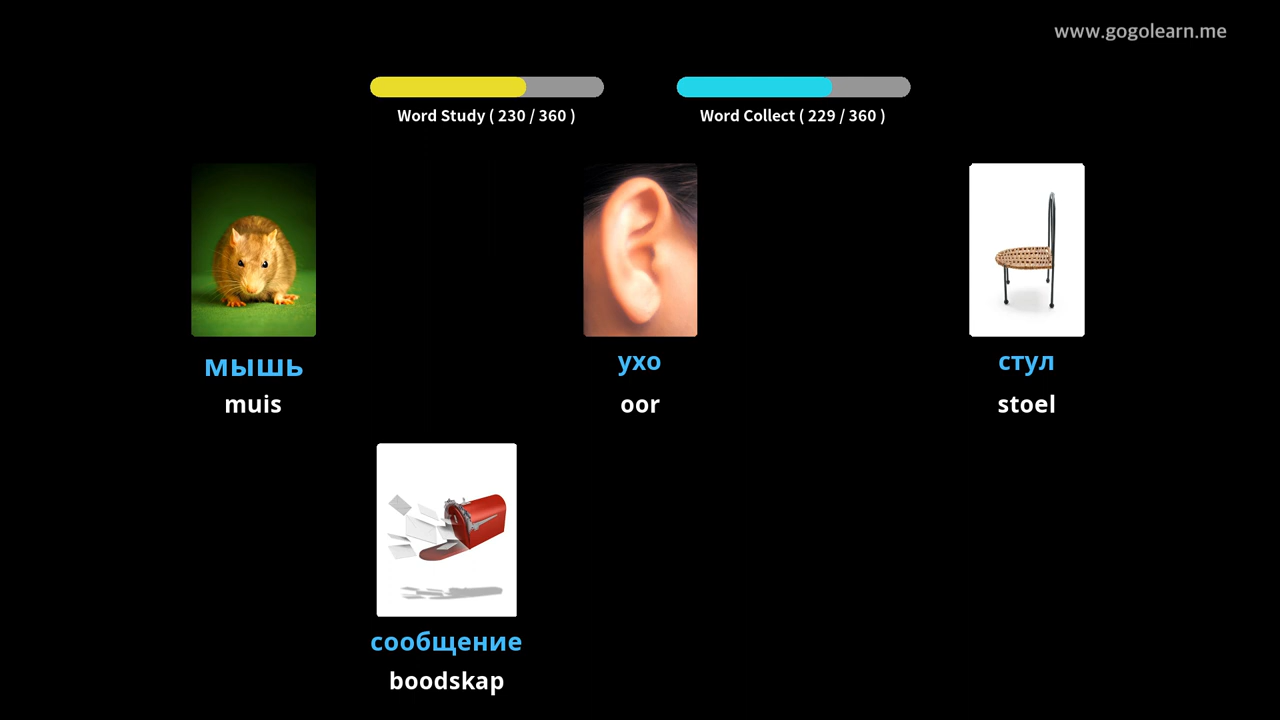 www.gogolearn.me
Word Study ( 230 / 360 )
Word Collect ( 229 / 360 )
мышь
muis
ухо
oor
стул
stoel
сообщение
boodskap